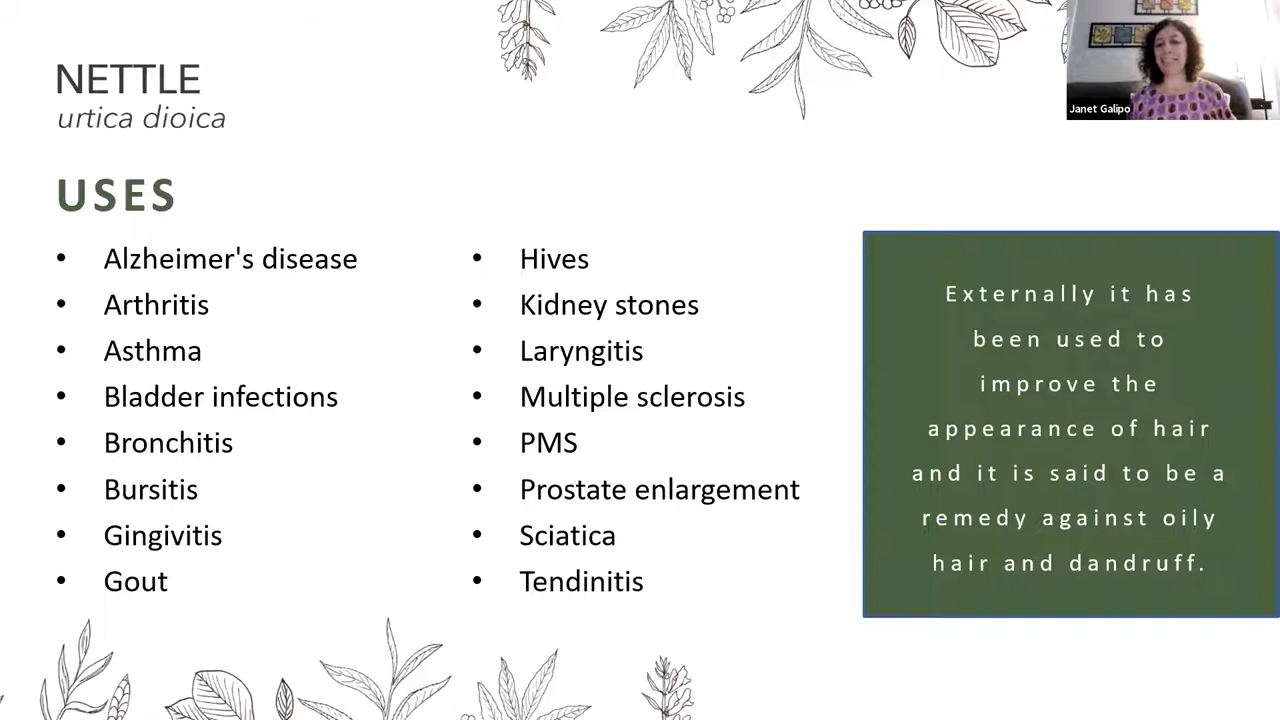 NETTLE
urtica dioica
Janet Galipo
USES
• Alzheimer's disease
• Arthritis
• Asthma
• Bladder infections
• Bronchitis
• Bursitis
• Gingivitis
• Gout
• Hives
• Kidney stones
• Laryngitis
• Multiple sclerosis
• PMS
• Prostate enlargement
• Sciatica
• Tendinitis
Externally it has
been used to
improve the
appearance of hair
and it is said to be a
remedy against oily
hair and dandruff.